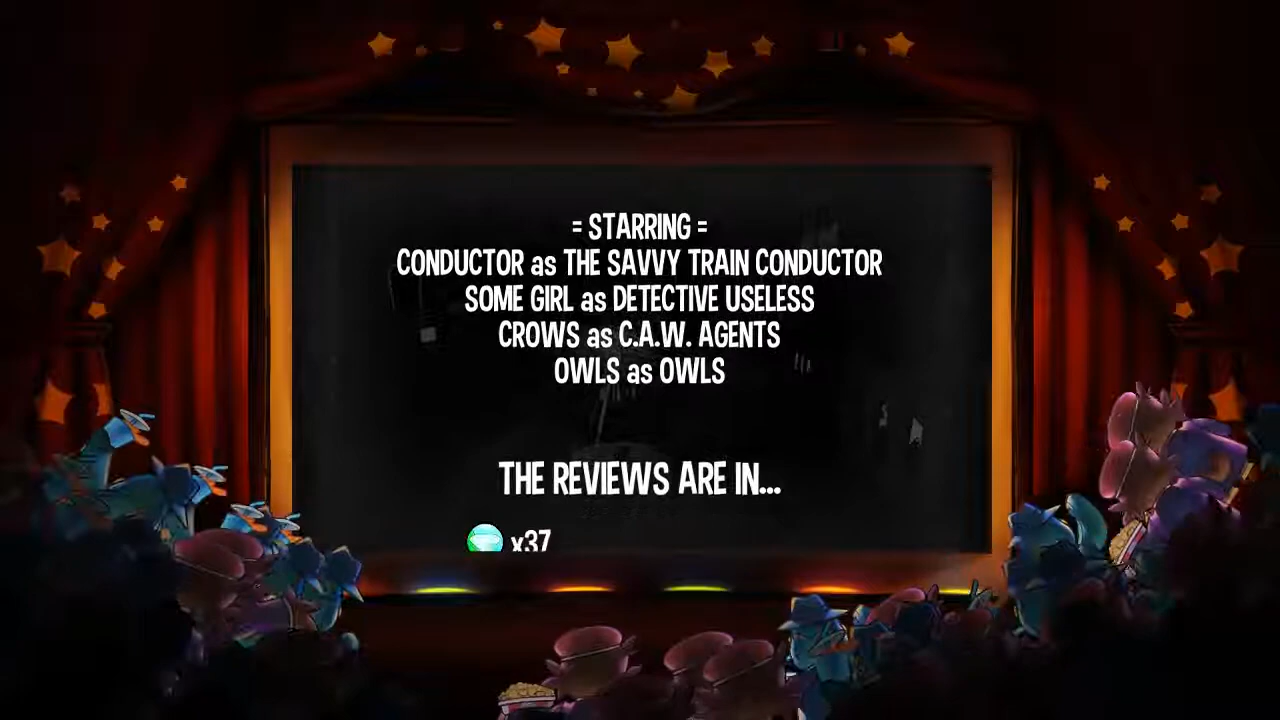 = STARRING =
CONDUCTOR as THE SAVVY TRAIN CONDUCTOR
SOME GIRL as DETECTIVE USELESS
CROWS as C.A.W. AGENTS
OWLS as OWLS
THE REVIEWS ARE IN...
x37